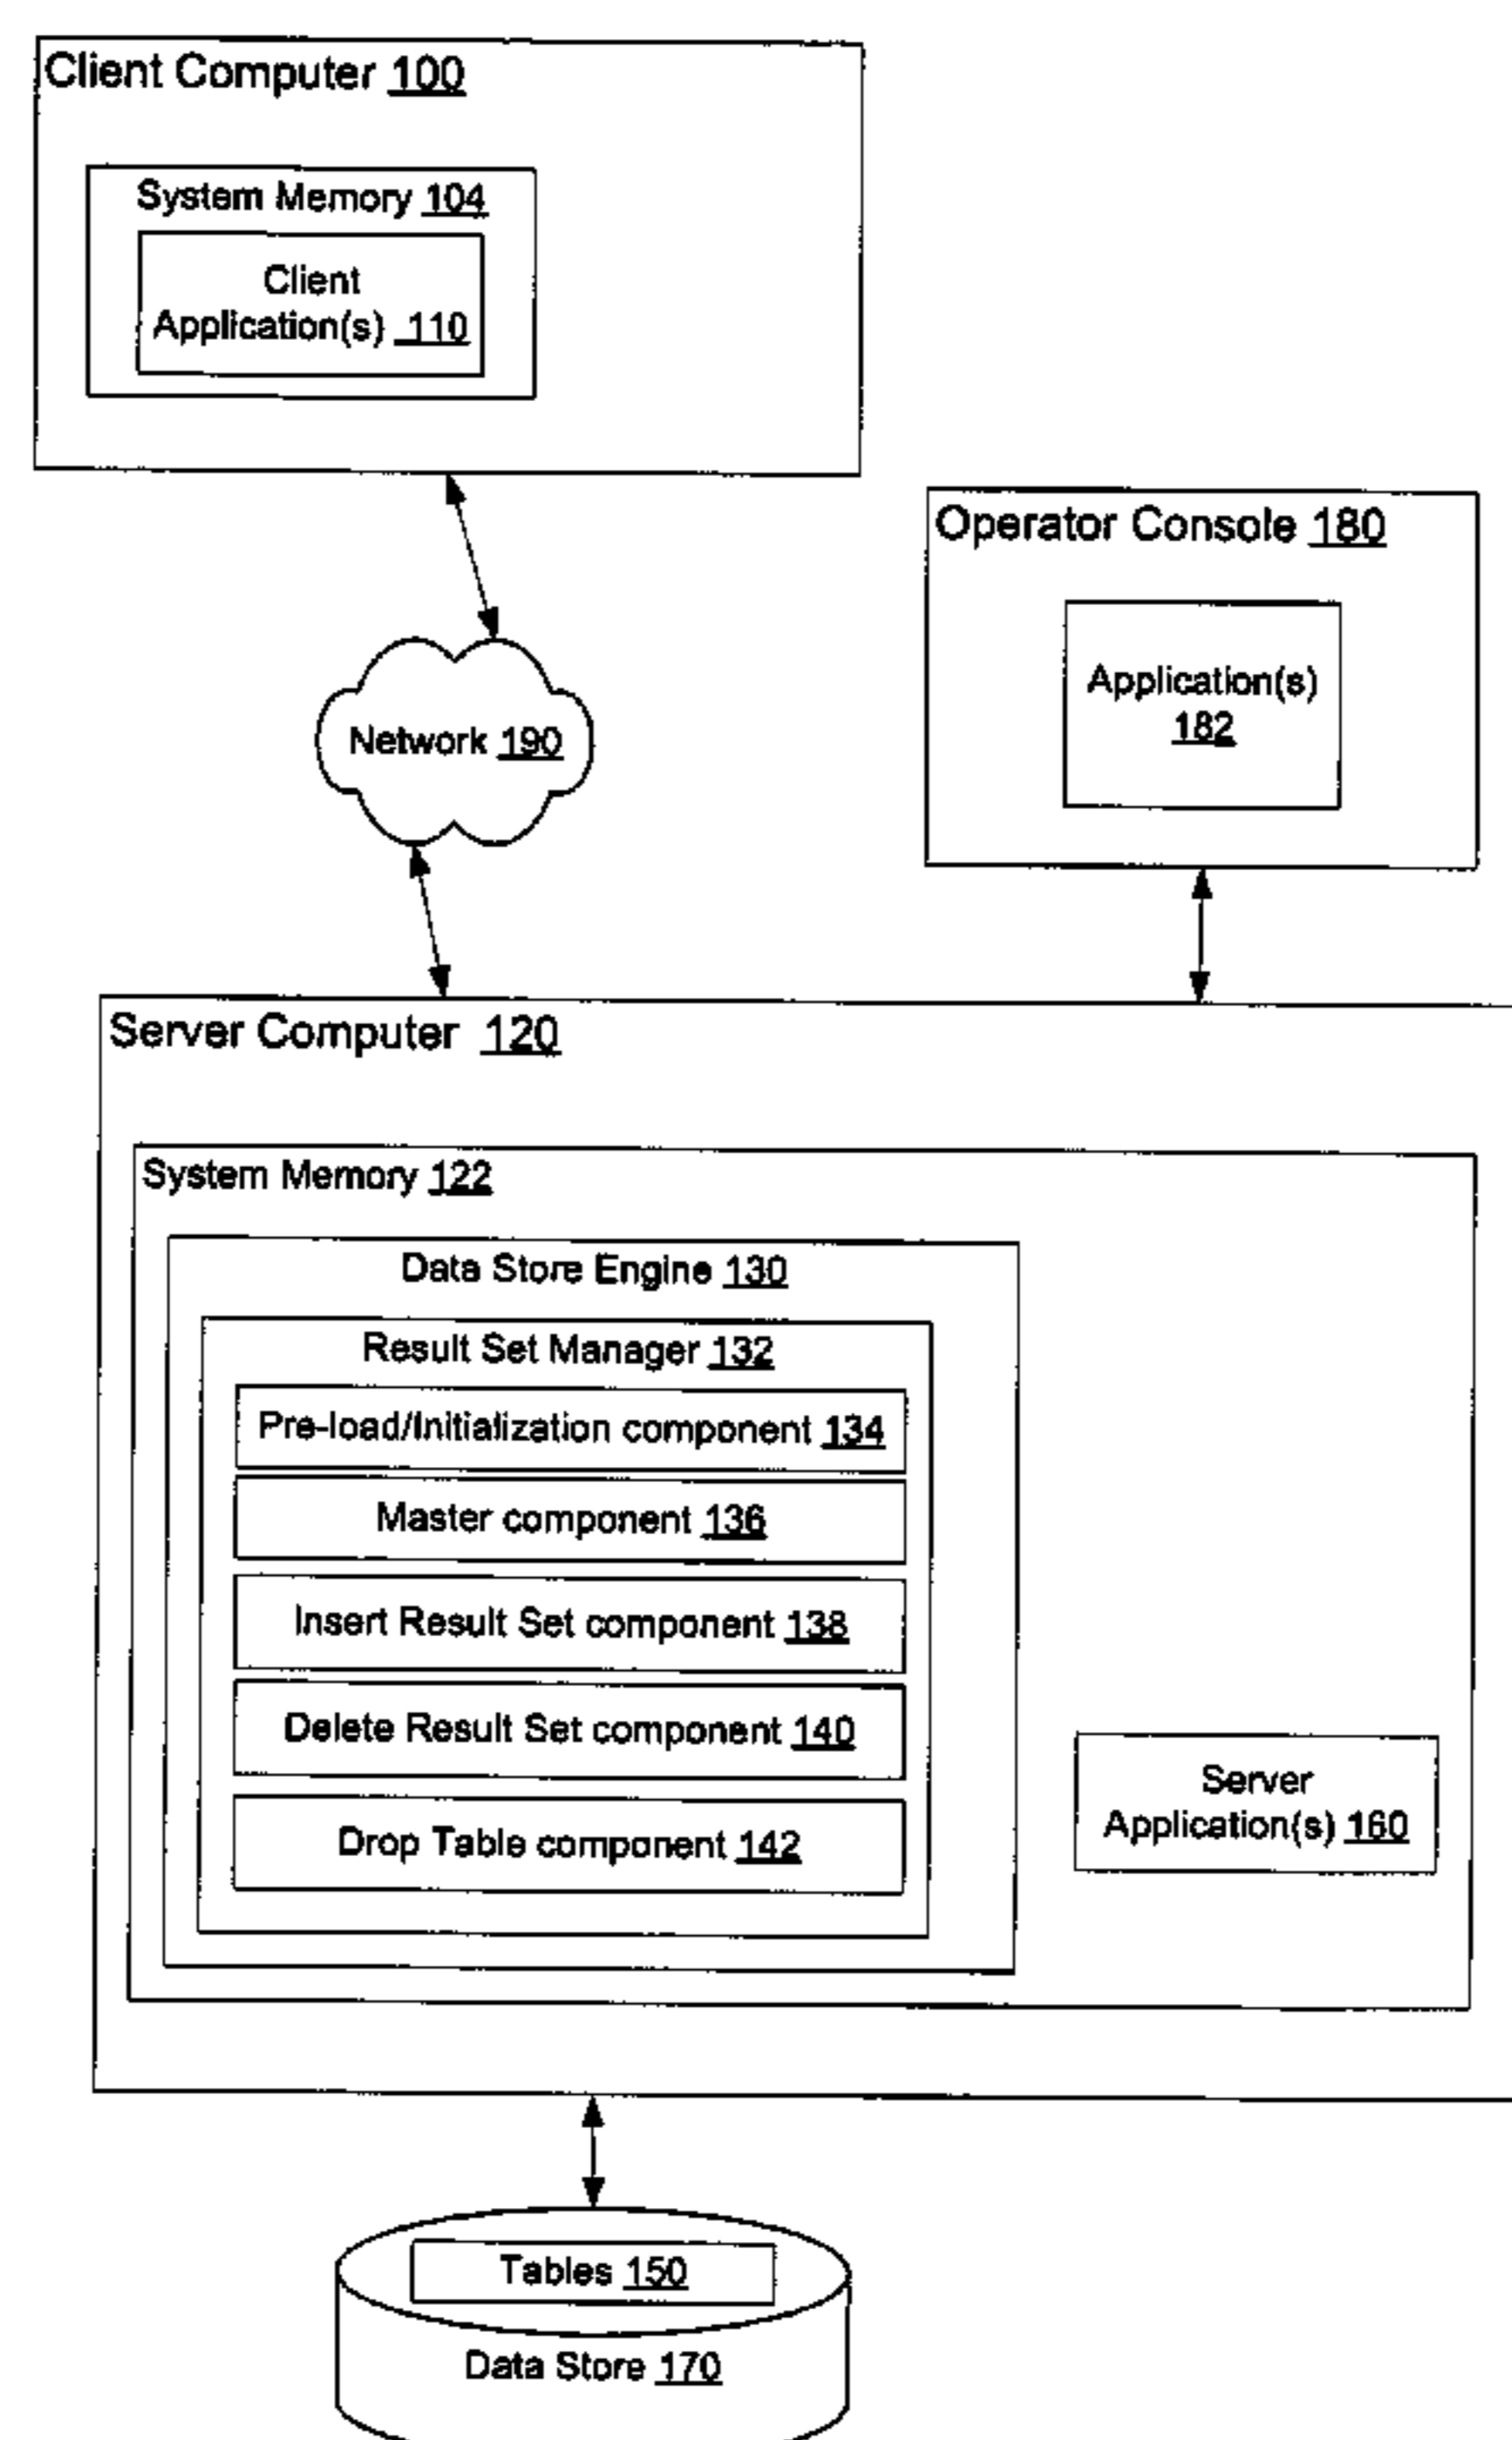 Client Computer 100
System Memory 104
Client
Application(s) 110
Operator Console 180
Application(s)
182
Network 190
Server Computer 120
System Memory 122
Data Store Engine 130
Result Set Manager 132
Pre-load/Initialization component 134
Master component 136
Insert Result Set component 138
Delete Result Set component 140
Drop Table component 142
Server
Application(s) 160
Tables 150
Data Store 170